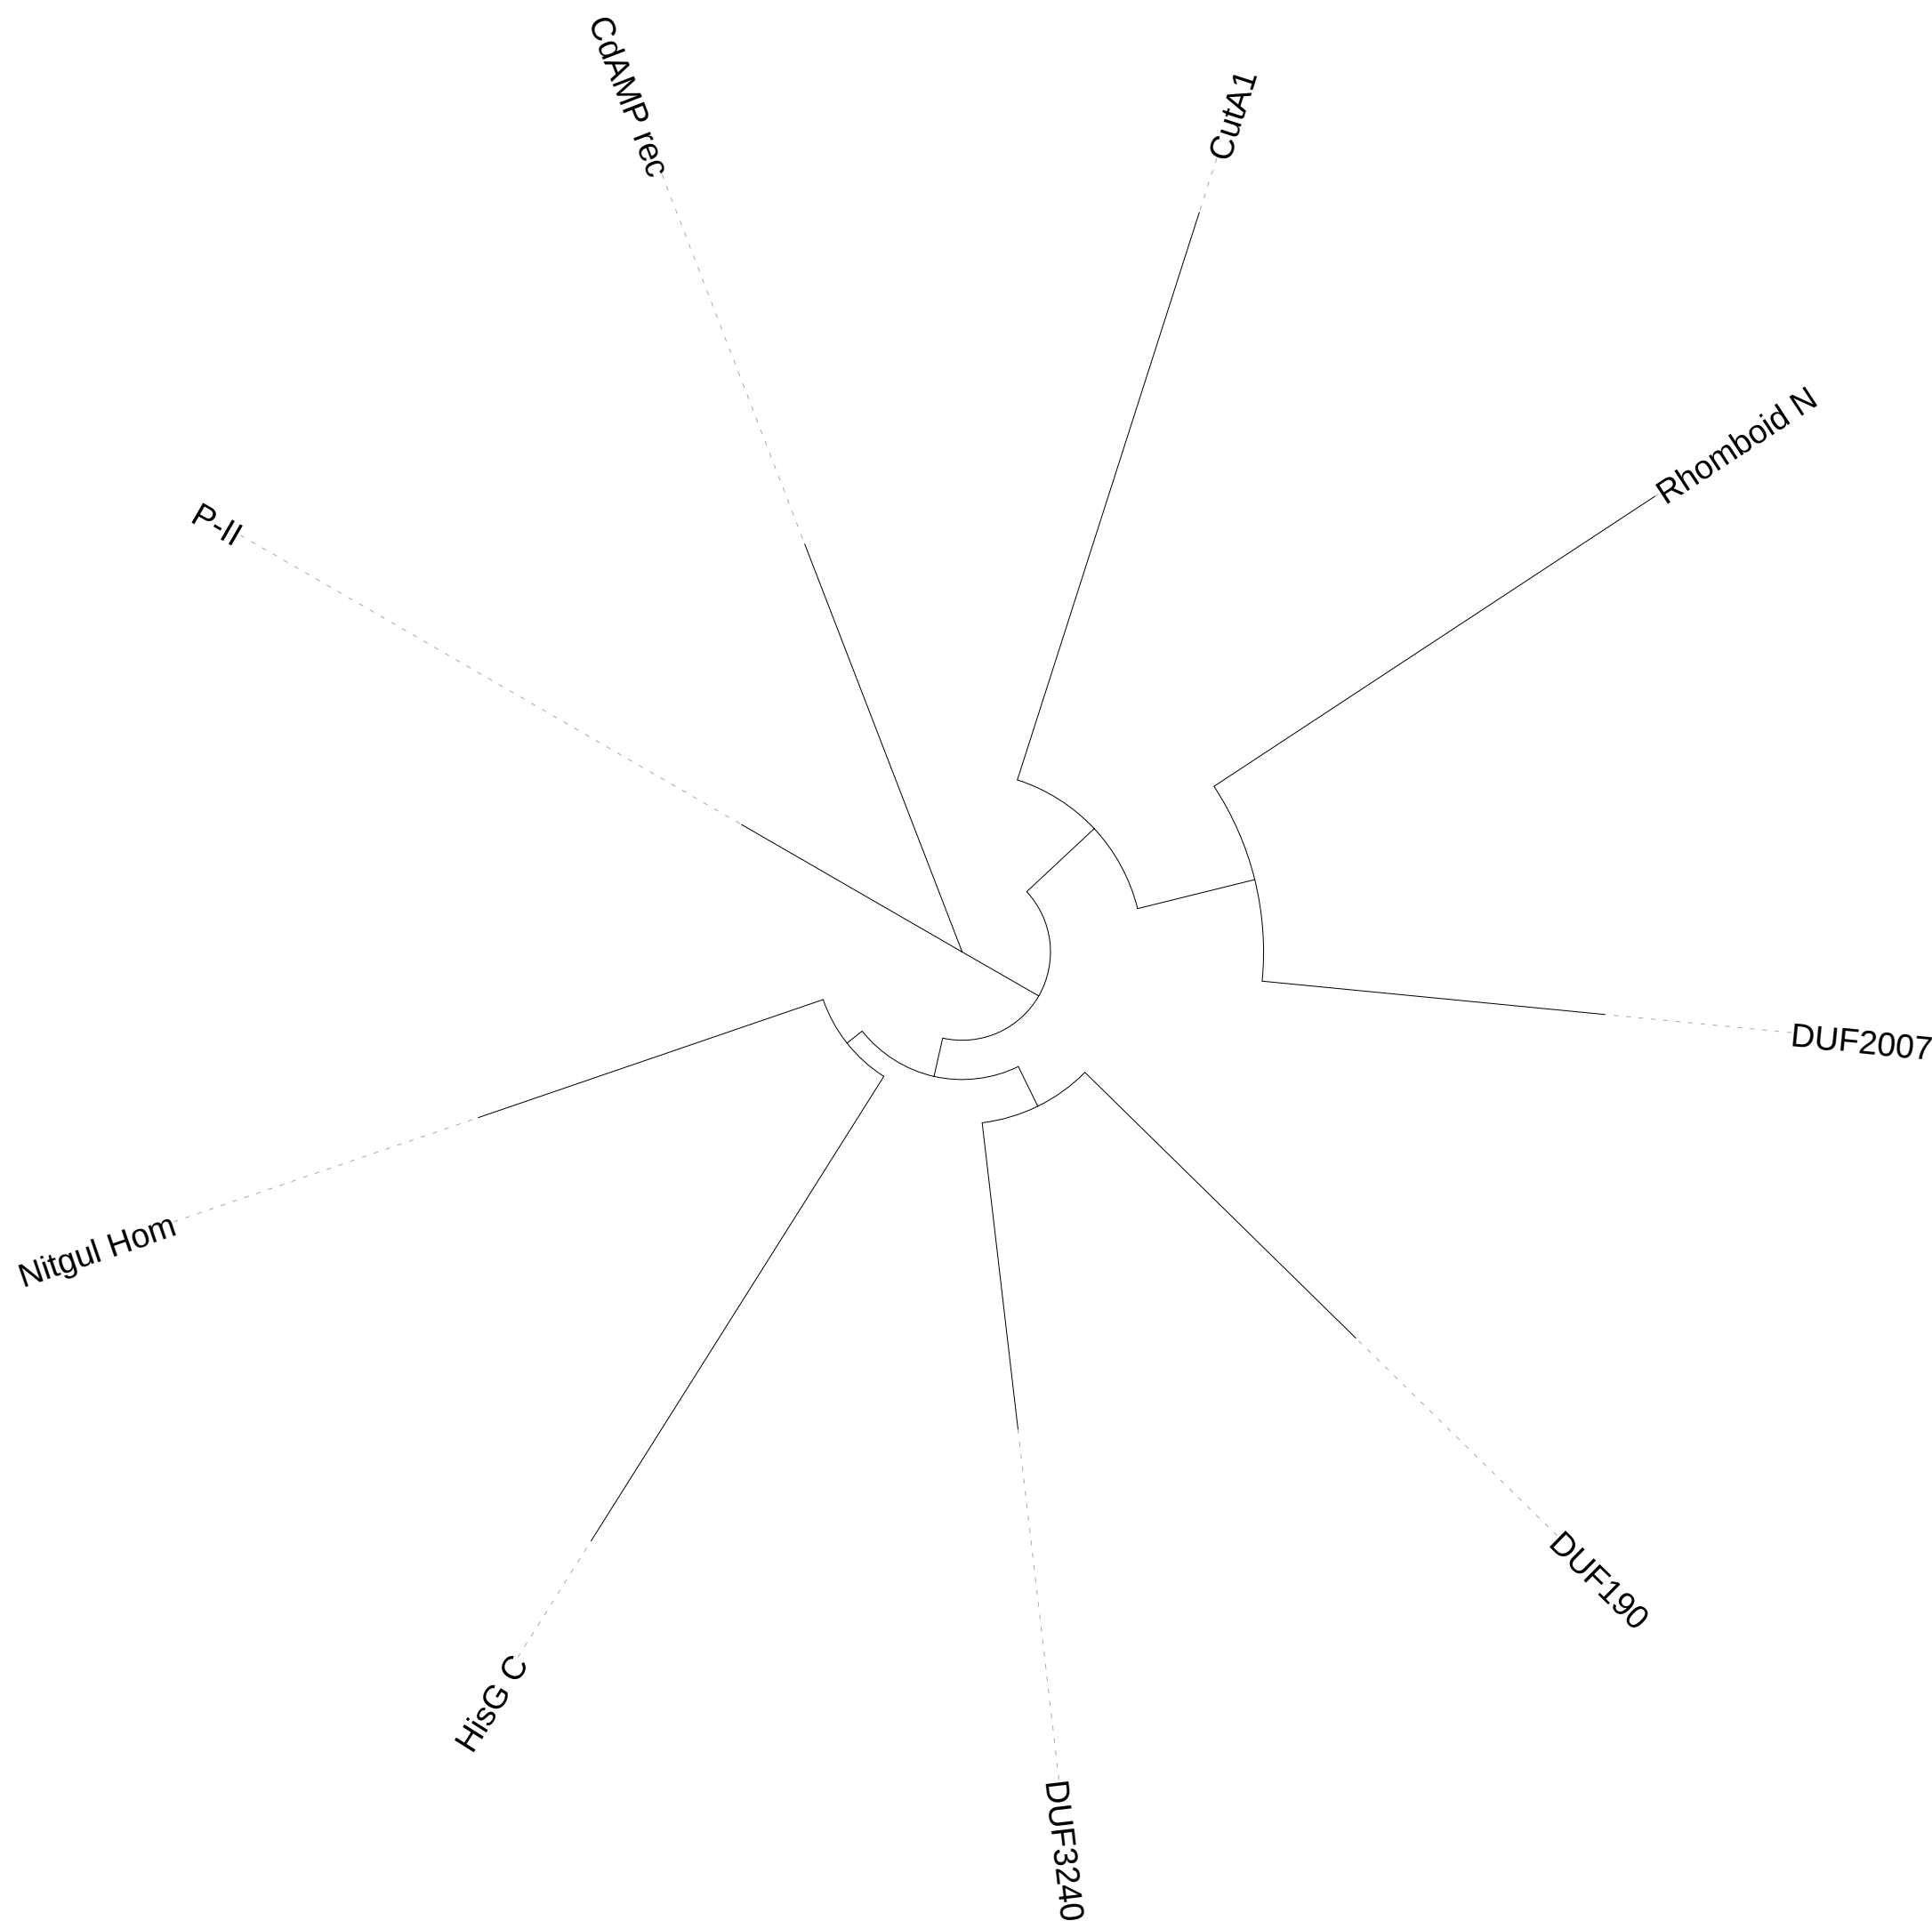 CdAMP rec
CutA1
Rhomboid N
P-II
DUF2007
Nitgul Hom
DUF190
HisG C
DUF3240